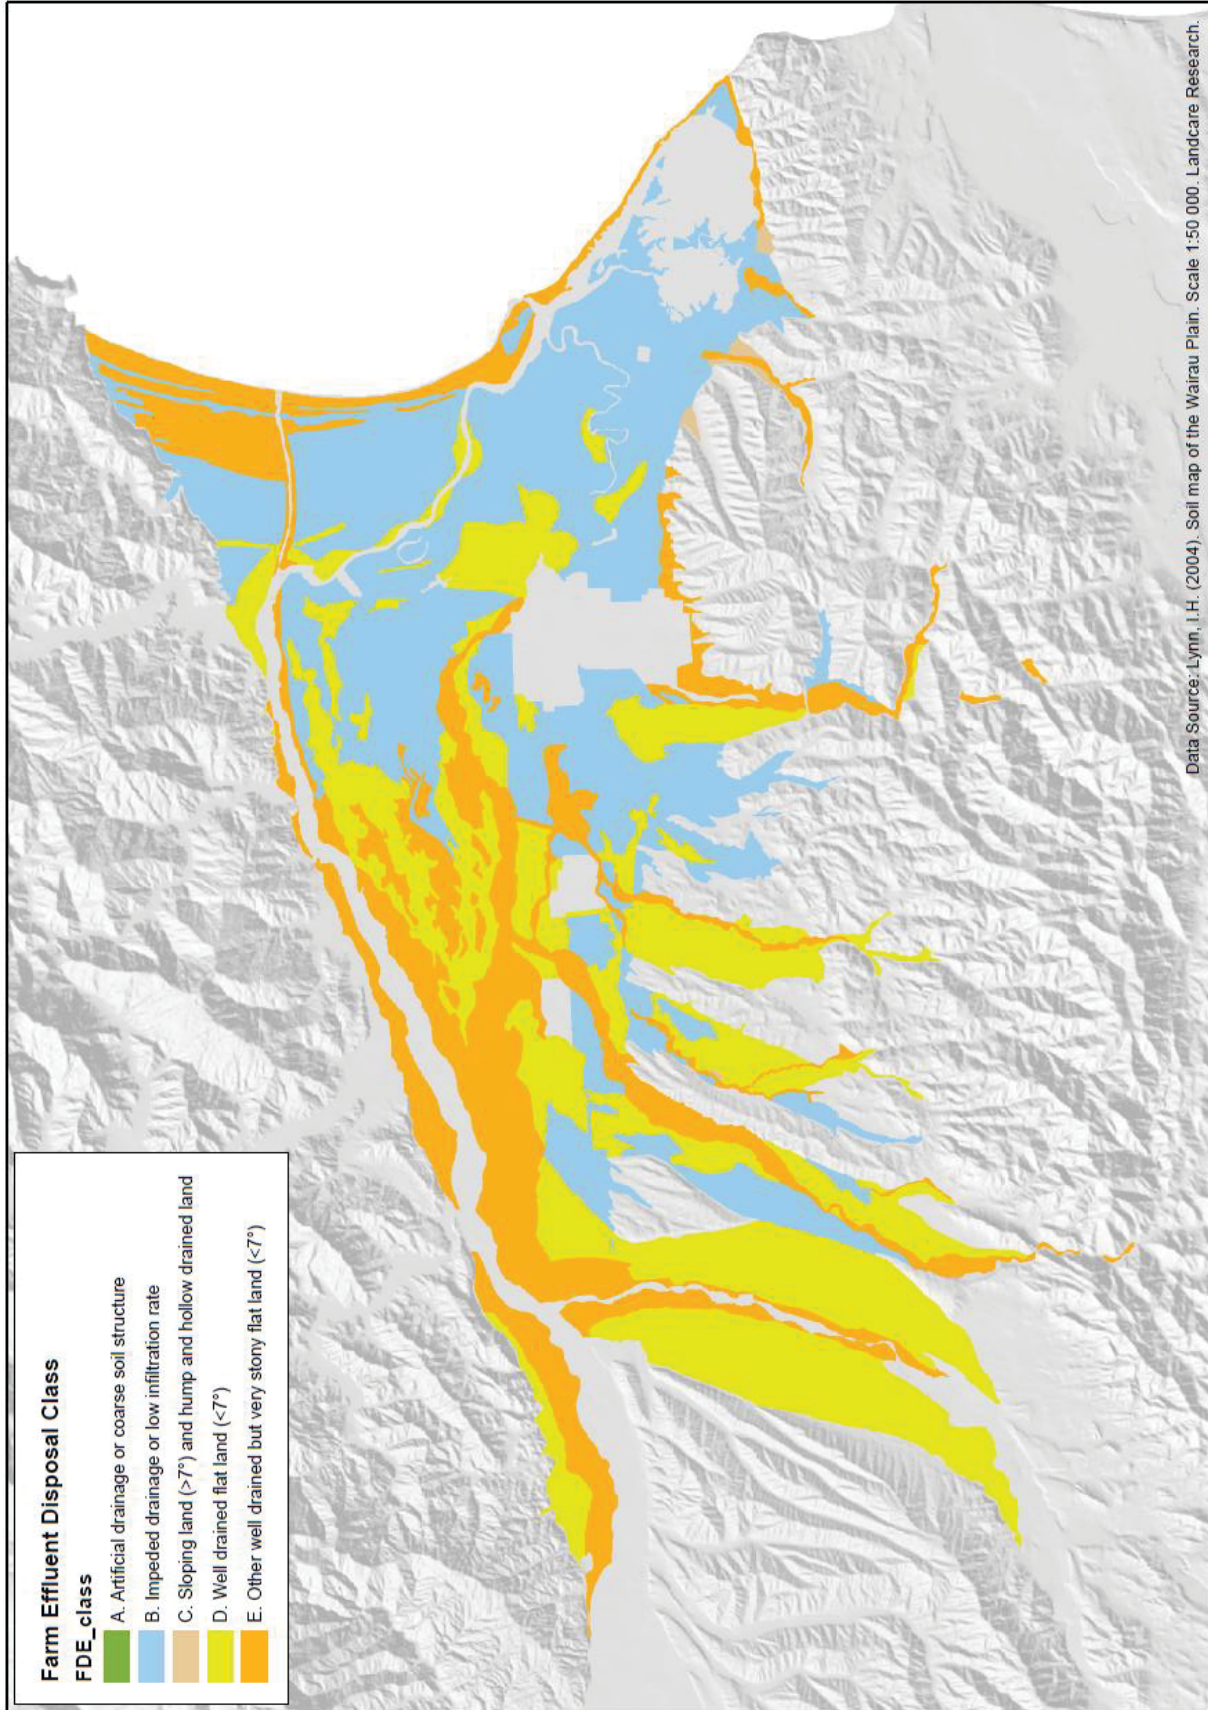 Farm Effluent Disposal Class
FDE_class
A. Artificial drainage or coarse soil structure
B. Impeded drainage or low infiltration rate
C. Sloping land (>7°) and hump and hollow drained land
D. Well drained flat land (<7°)
E. Other well drained but very stony flat land (<7°)
Data Source: Lynn, I.H. (2004). Soil map of the Wairau Plain. Scale 1:50 000. Landcare Research.